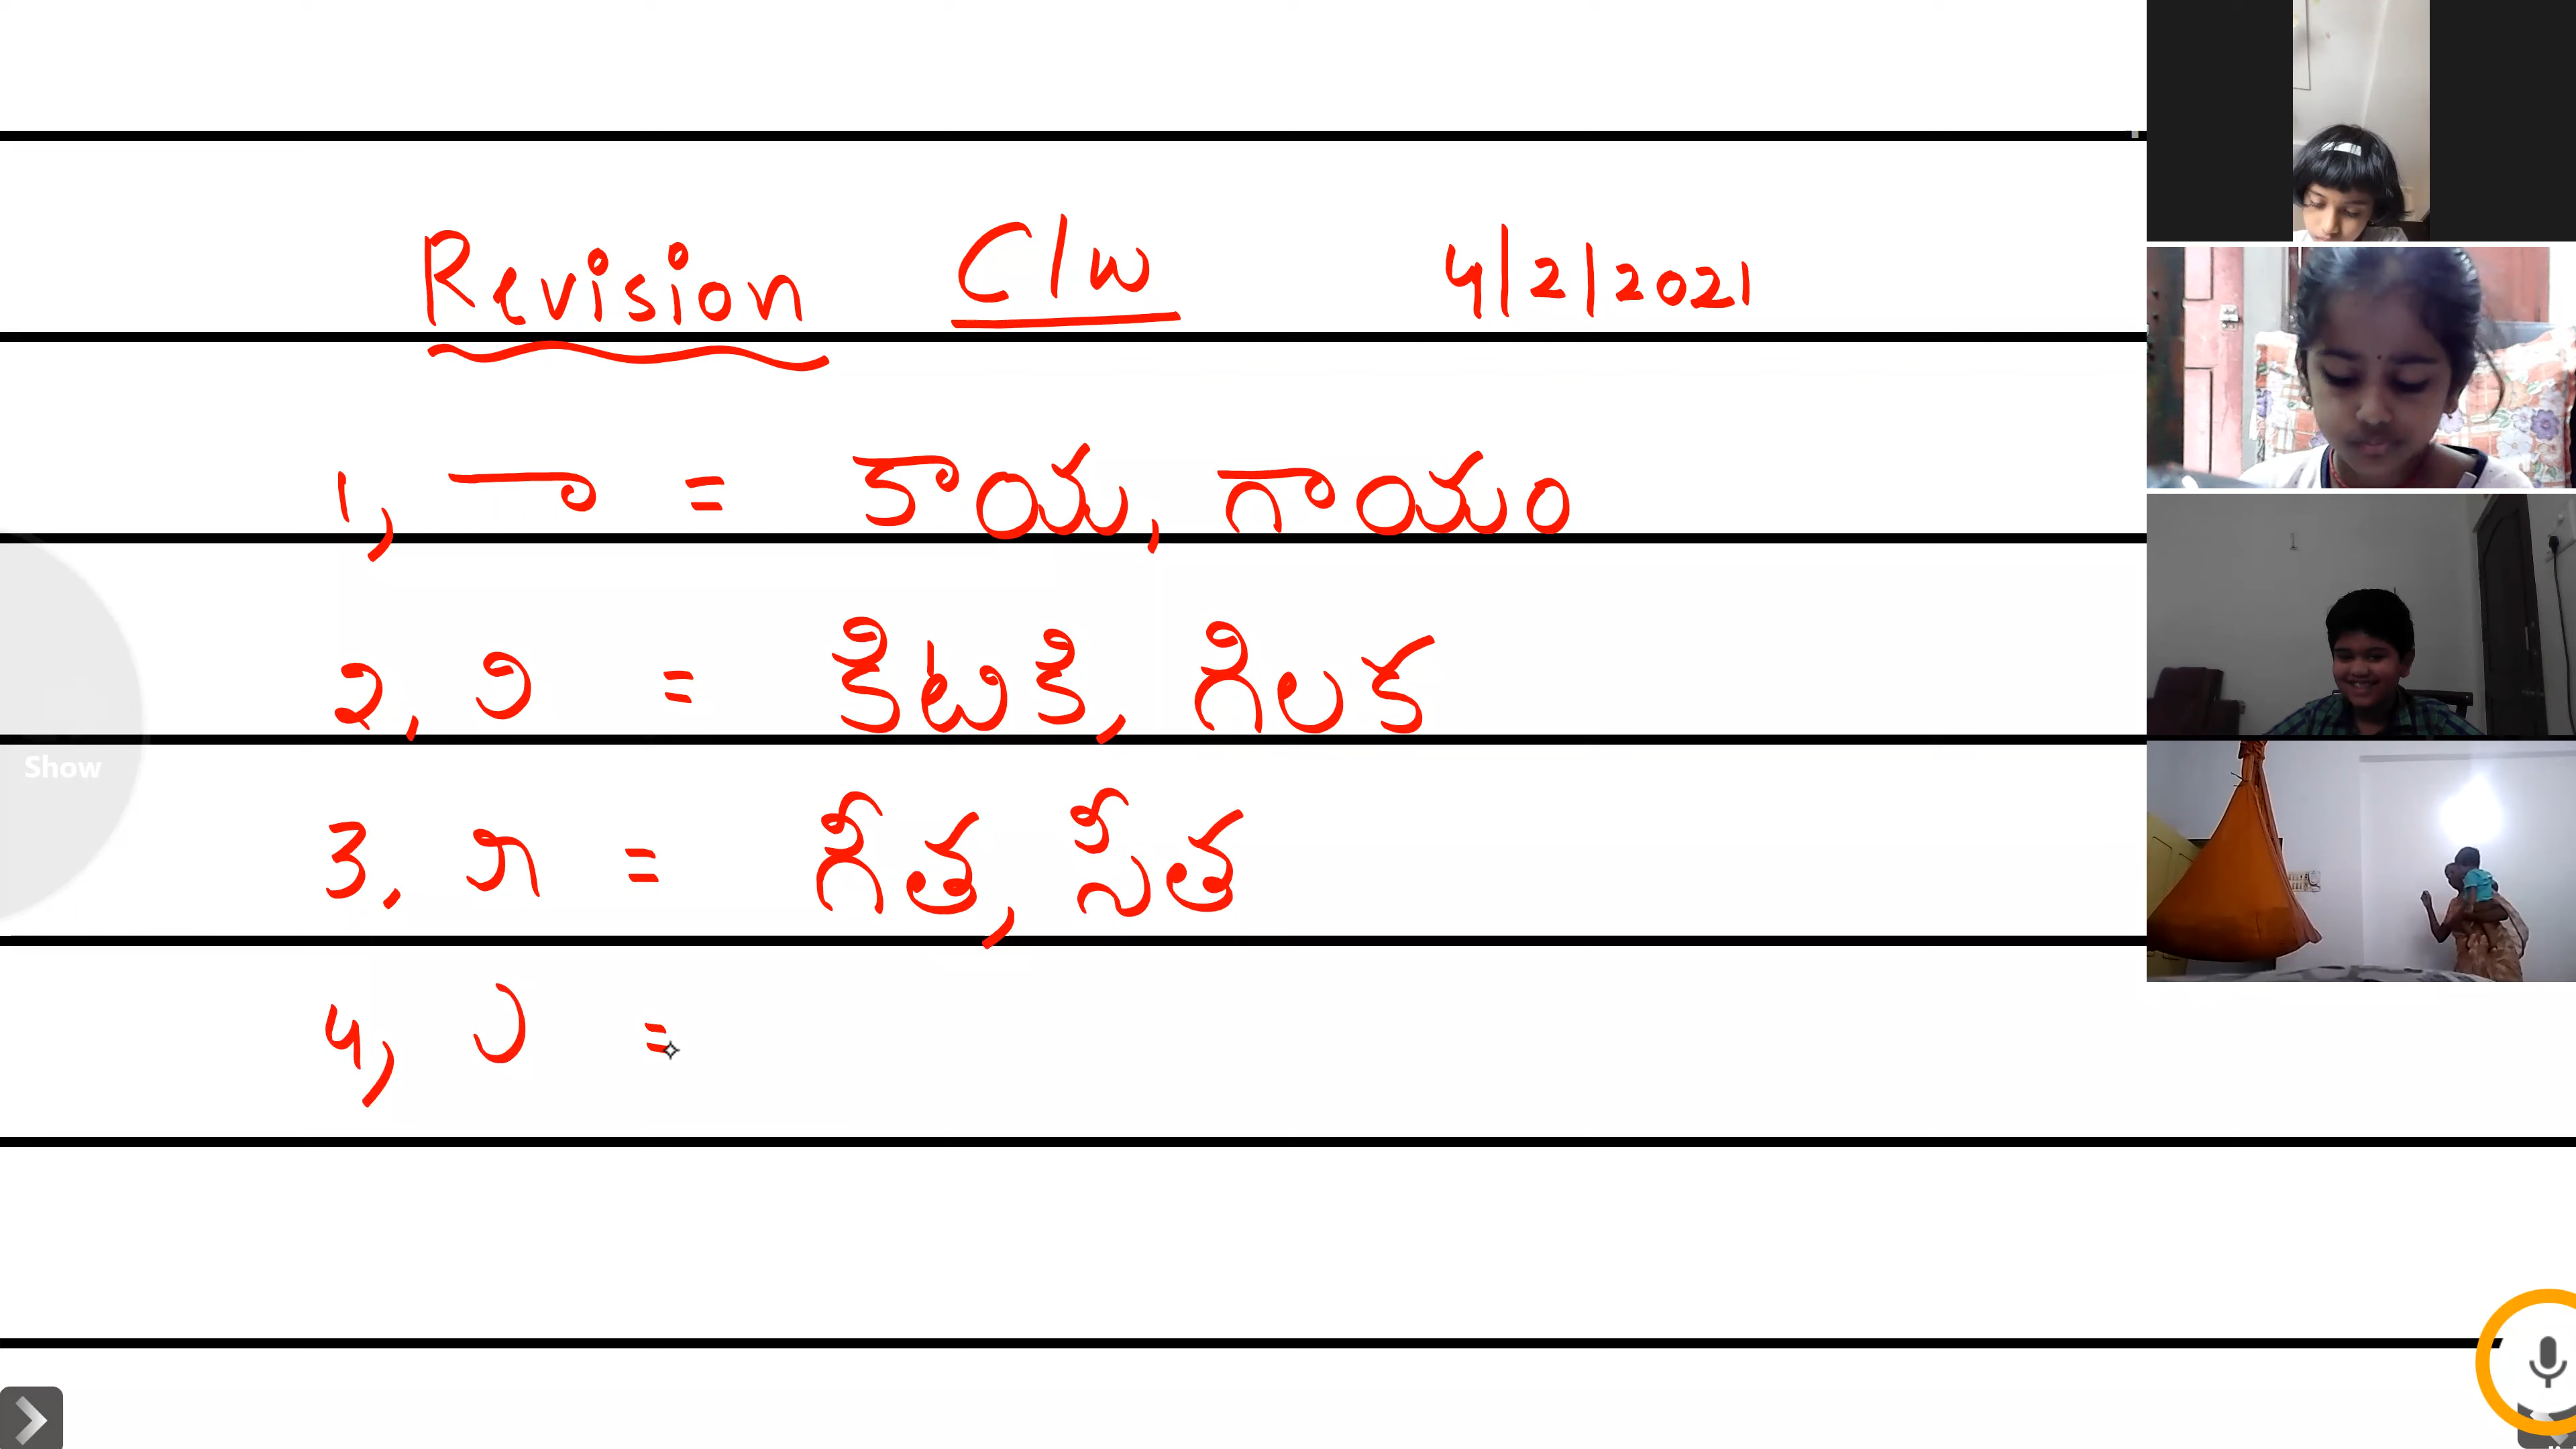 Revision C/W 4/2/2021
1, ా = కాయ, గాయం
2, ి = కిటికి, గిలక
3. ీ = గీత, సీత
Show
4, ు =